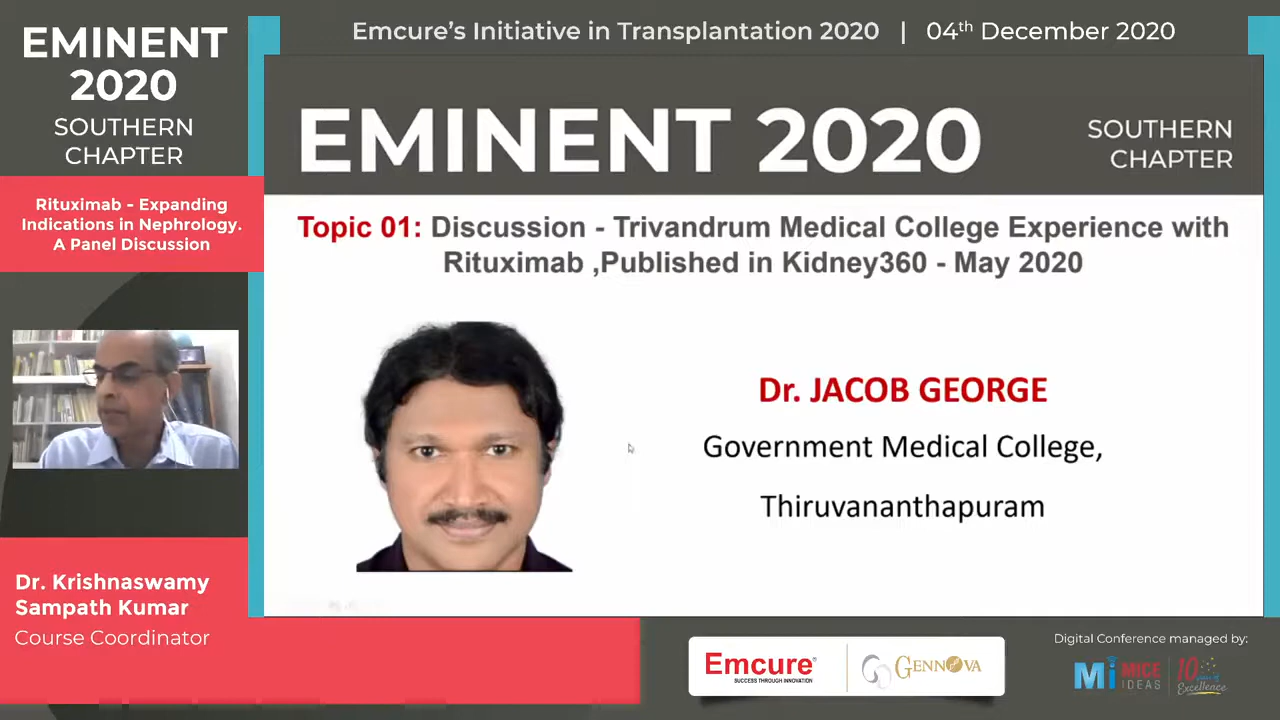 EMINENT
2020
SOUTHERN
CHAPTER
Rituximab - Expanding
Indications in Nephrology.
A Panel Discussion
Dr. Krishnaswamy
Sampath Kumar
Course Coordinator
Emcure's Initiative in Transplantation 2020 | 04th December 2020
EMINENT 2020
SOUTHERN
CHAPTER
Topic 01: Discussion - Trivandrum Medical College Experience with
Rituximab ,Published in Kidney360 - May 2020
Dr. JACOB GEORGE
Government Medical College,
Thiruvananthapuram
Emcure®
SUCCESS THROUGH INNOVATION
GENNOVA
Digital Conference managed by:
Mi MICE
IDEAS
10 years of
Excellence